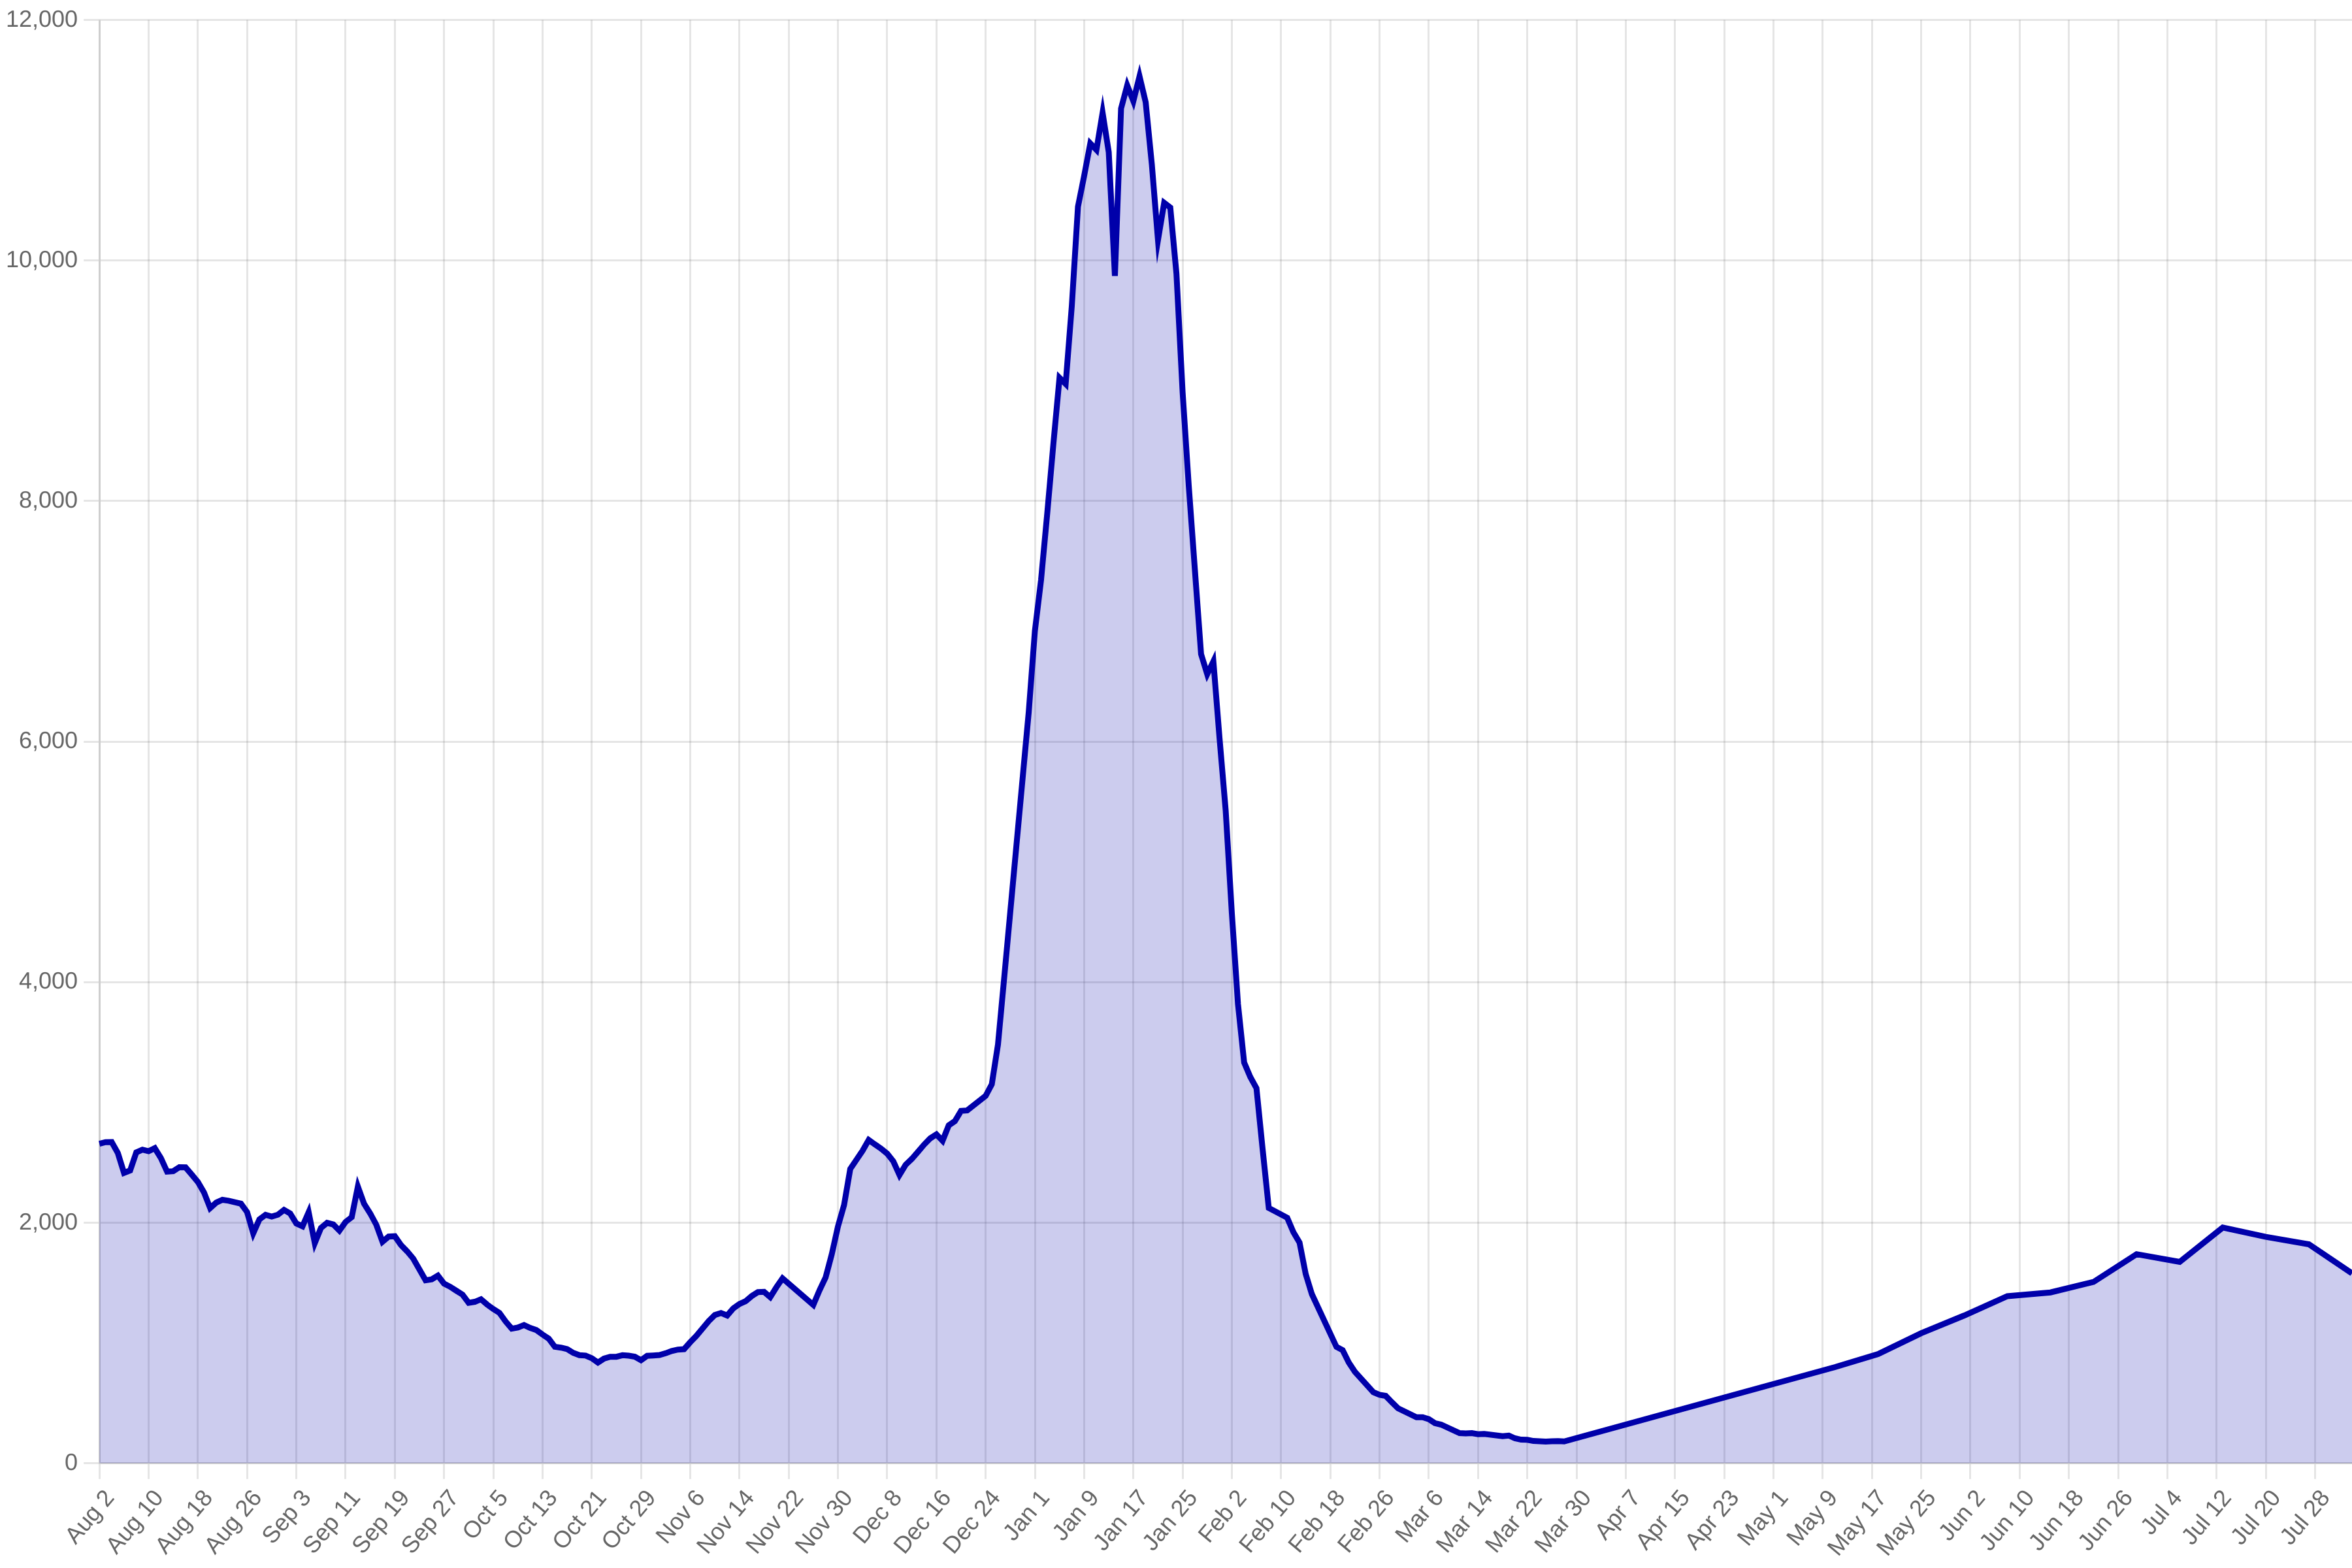 12,000
10,000
8,000
6,000
4,000
2,000
0
Aug 2
Aug 10
Aug 18
Aug 26
Sep 3
Sep 11
Sep 19
Sep 27
Oct 5
Oct 13
Oct 21
Oct 29
Nov 6
Nov 14
Nov 22
Nov 30
Dec 8
Dec 16
Dec 24
Jan 1
Jan 9
Jan 17
Jan 25
Feb 2
Feb 10
Feb 18
Feb 26
Mar 6
Mar 14
Mar 22
Mar 30
Apr 7
Apr 15
Apr 23
May 1
May 9
May 17
May 25
Jun 2
Jun 10
Jun 18
Jun 26
Jul 4
Jul 12
Jul 20
Jul 28